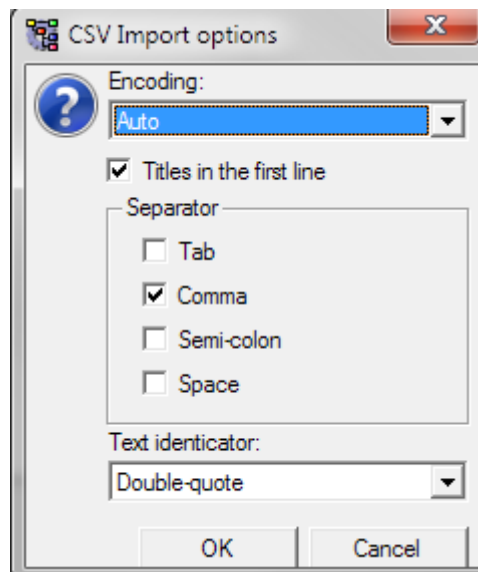 CSV Import options
Encoding:
Auto
Titles in the first line
Separator
Tab
Comma
Semi-colon
Space
Text identicator:
Double-quote
OK Cancel